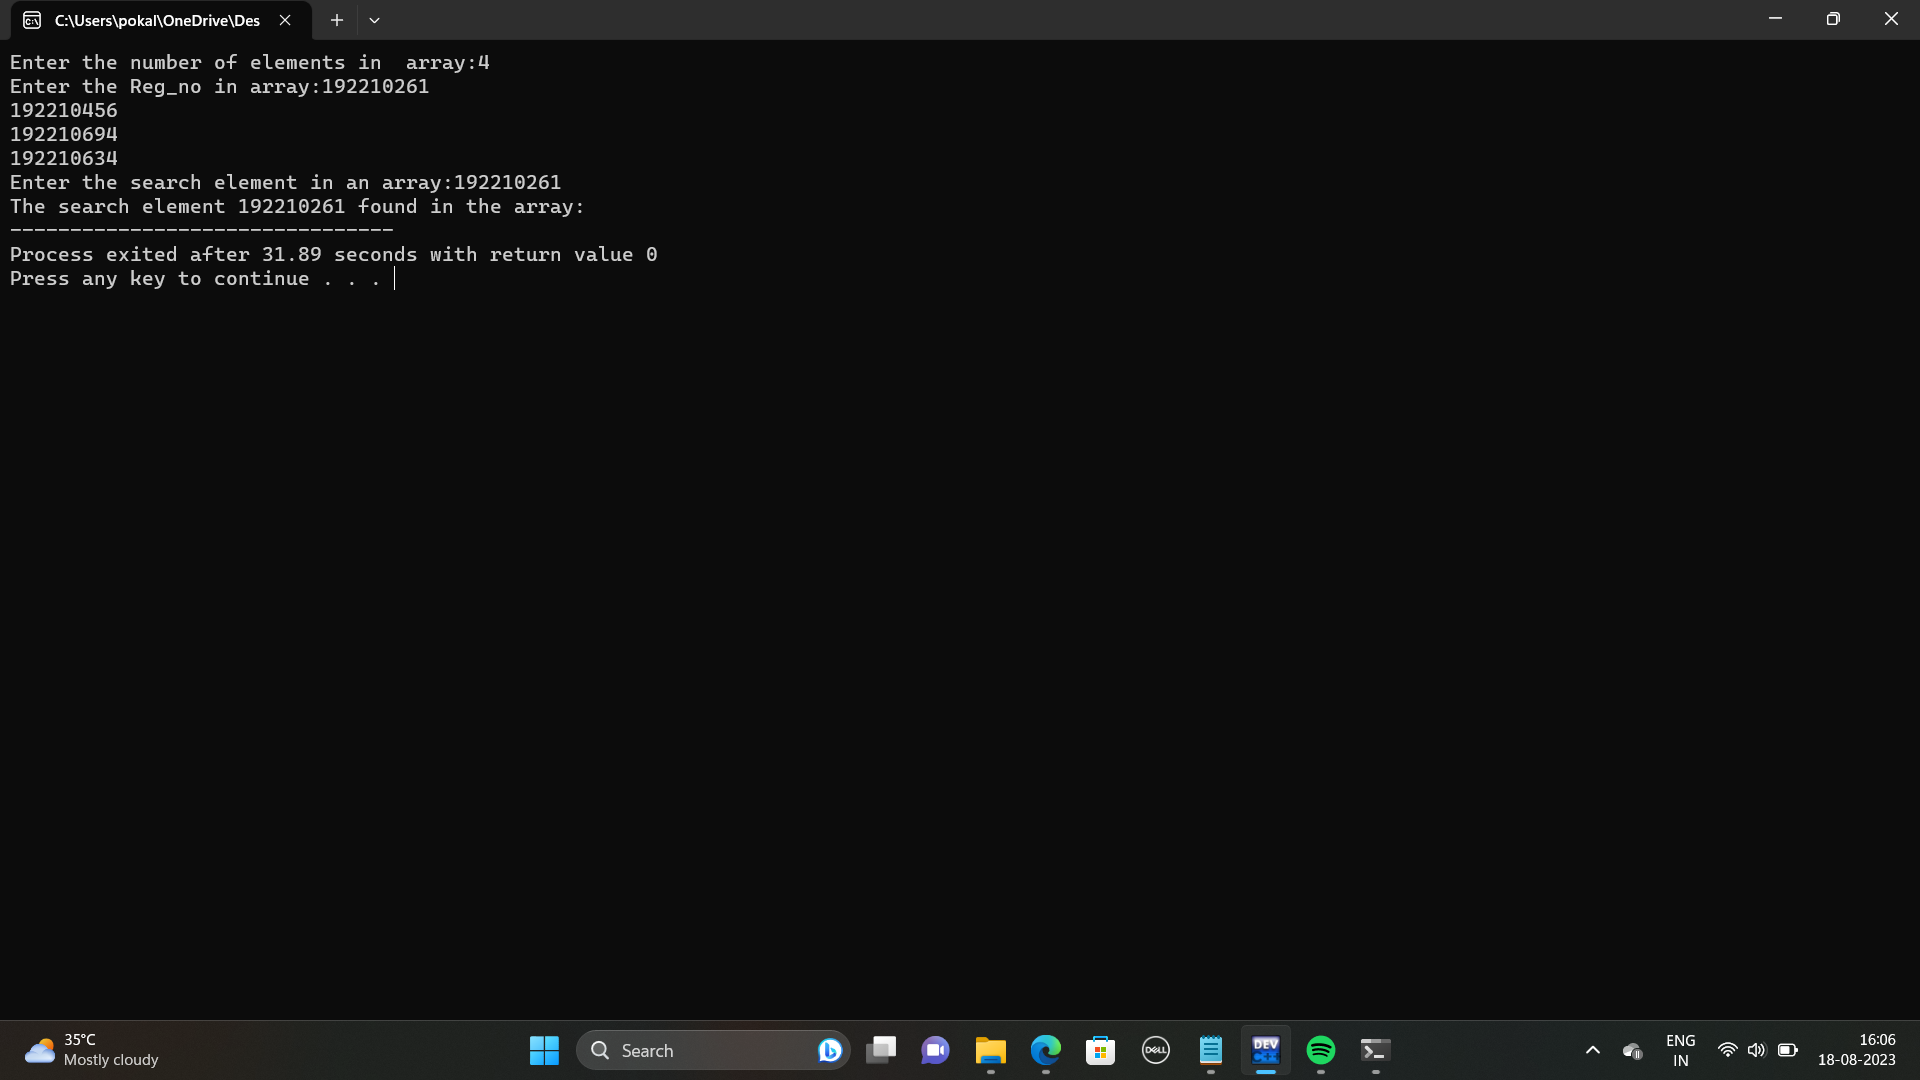 C:\Users\pokal\OneDrive\Des
Enter the number of elements in  array:4
Enter the Reg_no in array:192210261
192210456
192210694
192210634
Enter the search element in an array:192210261
The search element 192210261 found in the array:
--------------------------------
Process exited after 31.89 seconds with return value 0
Press any key to continue . . .
35°C
Mostly cloudy
Search
DELL
DEV
C++
ENG
IN
16:06
18-08-2023